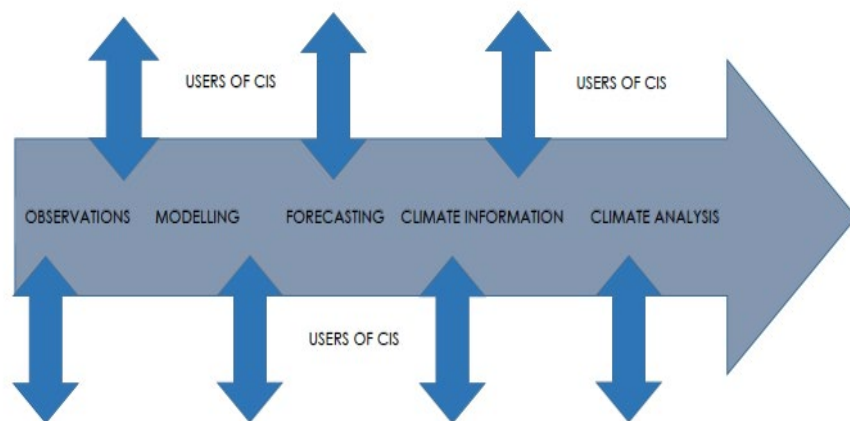 USERS OF CIS
USERS OF CIS
OBSERVATIONS MODELLING FORECASTING CLIMATE INFORMATION CLIMATE ANALYSIS
USERS OF CIS